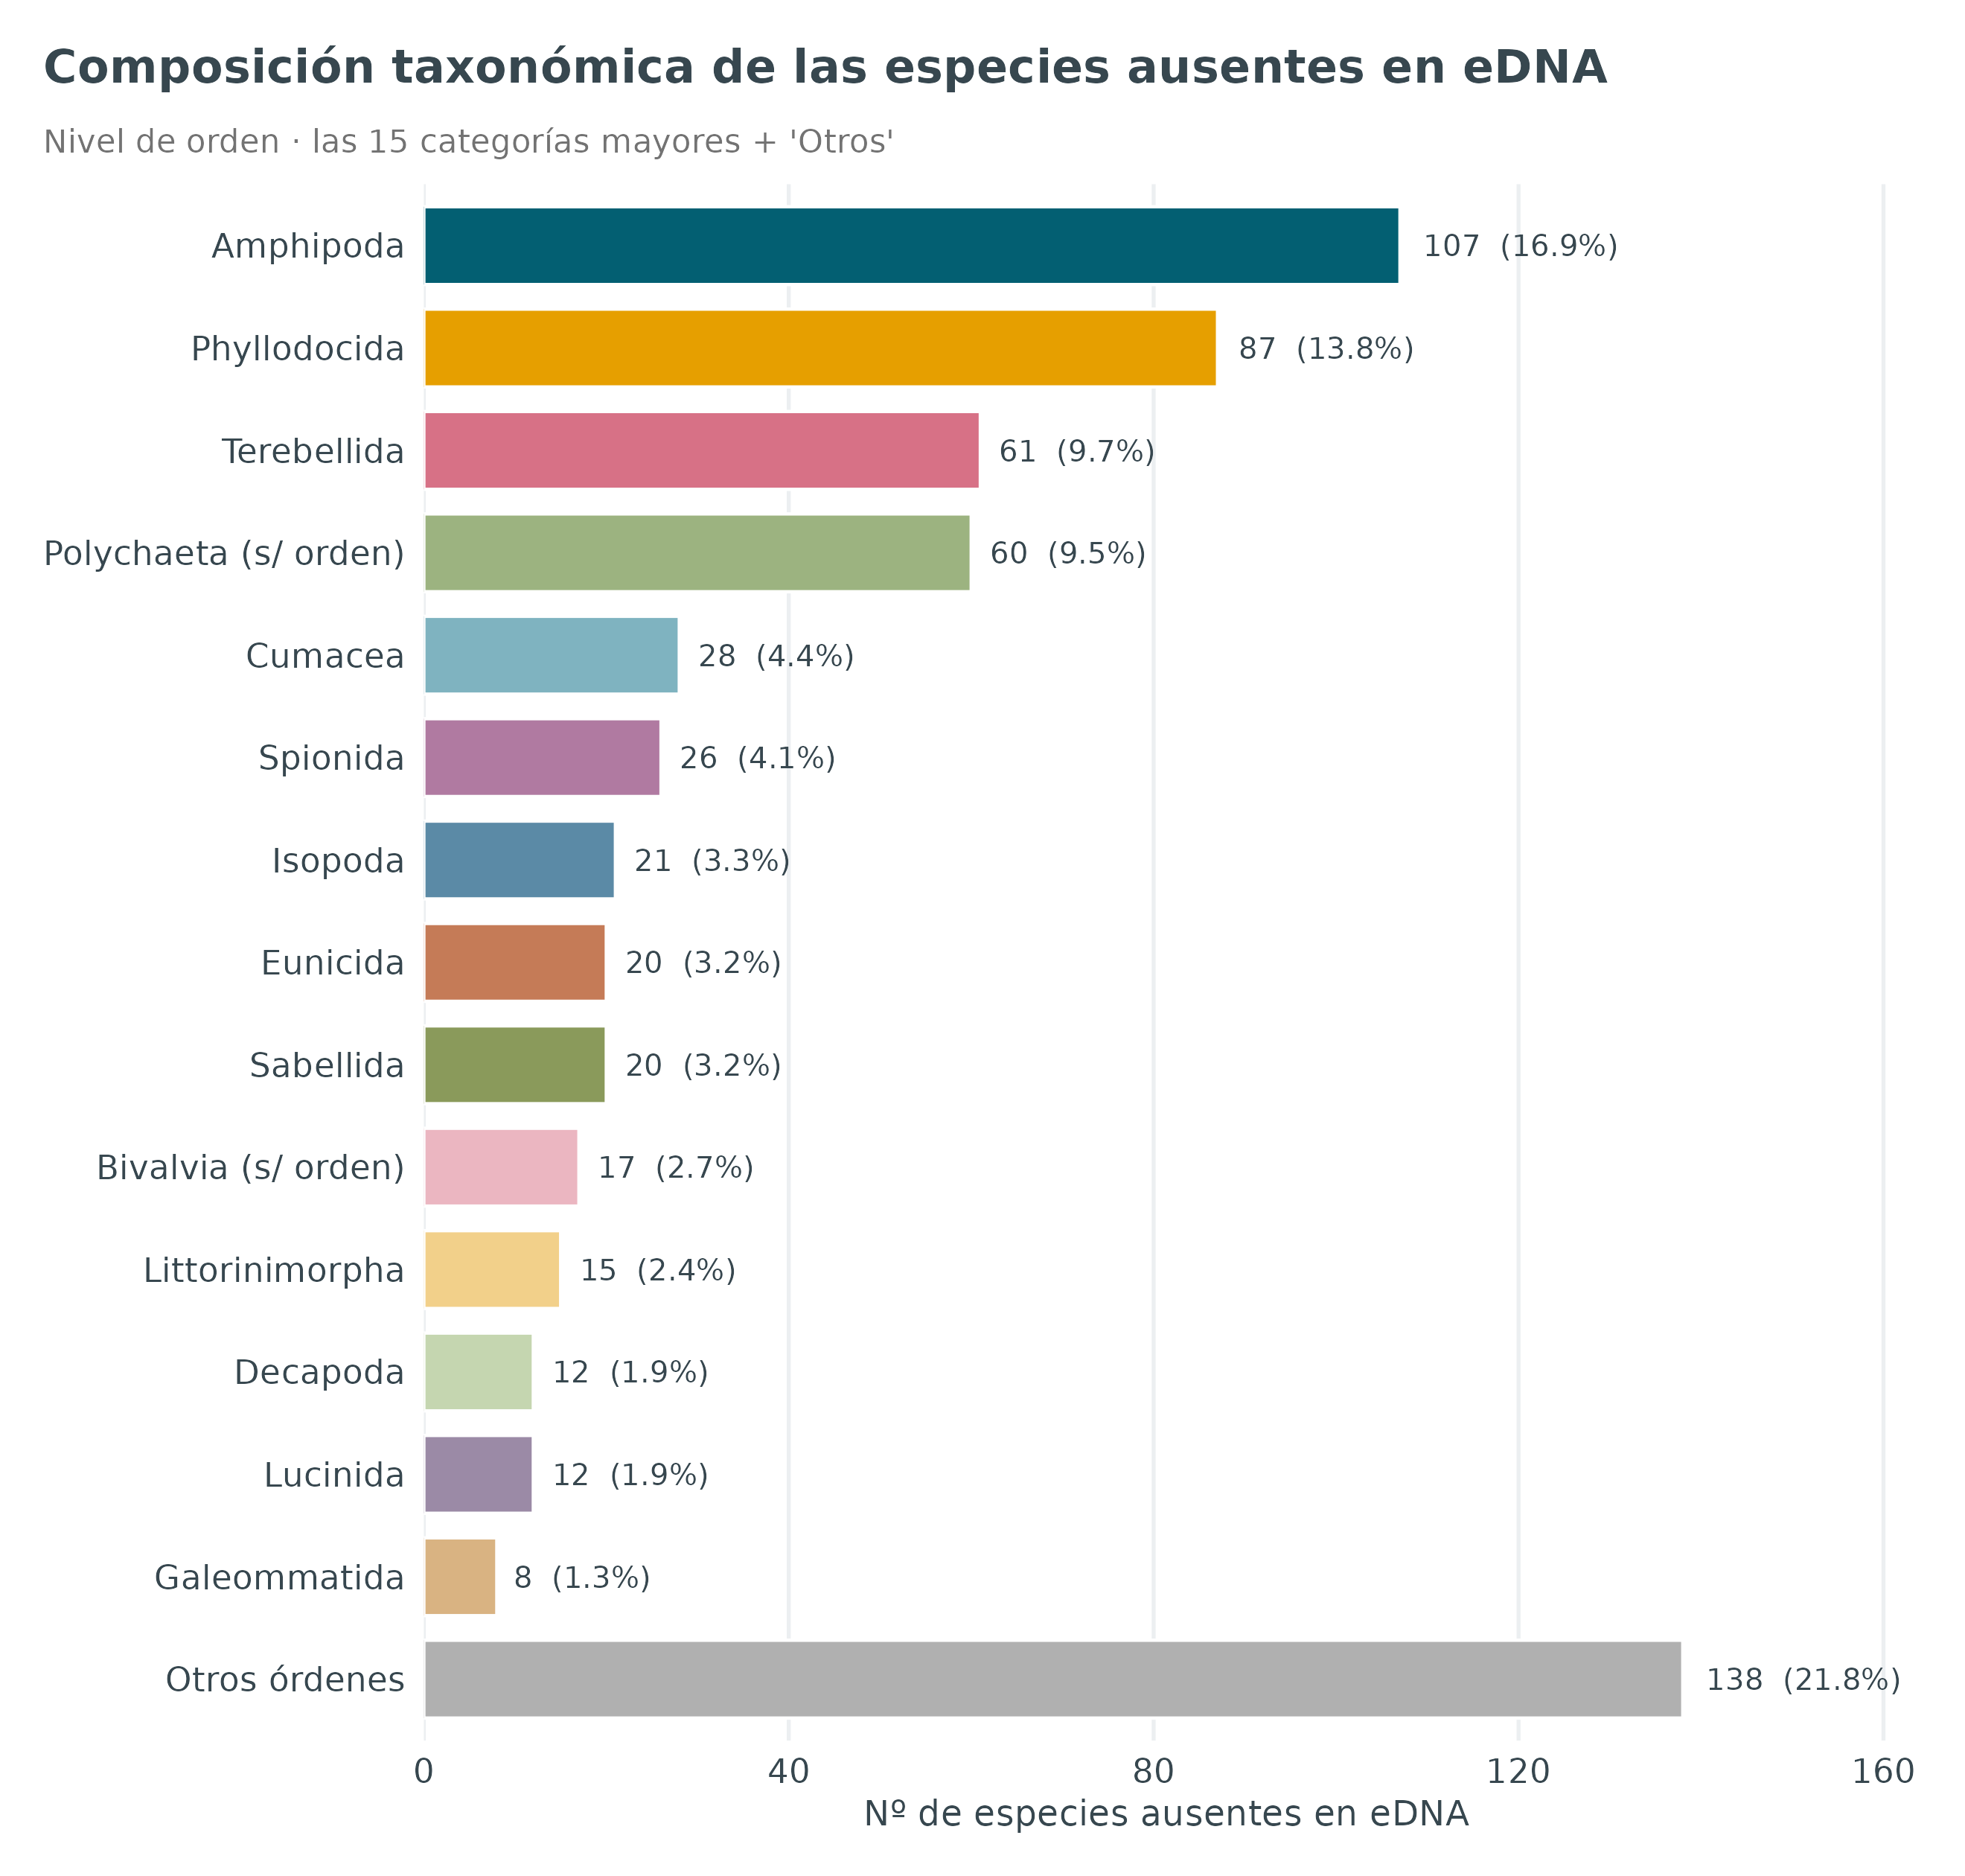 Composición taxonómica de las especies ausentes en eDNA
Nivel de orden · las 15 categorías mayores + 'Otros'
Amphipoda 107 (16.9%)
Phyllodocida 87 (13.8%)
Terebellida 61 (9.7%)
Polychaeta (s/ orden) 60 (9.5%)
Cumacea 28 (4.4%)
Spionida 26 (4.1%)
Isopoda 21 (3.3%)
Eunicida 20 (3.2%)
Sabellida 20 (3.2%)
Bivalvia (s/ orden) 17 (2.7%)
Littorinimorpha 15 (2.4%)
Decapoda 12 (1.9%)
Lucinida 12 (1.9%)
Galeommatida 8 (1.3%)
Otros órdenes 138 (21.8%)
0 40 80 120 160
Nº de especies ausentes en eDNA